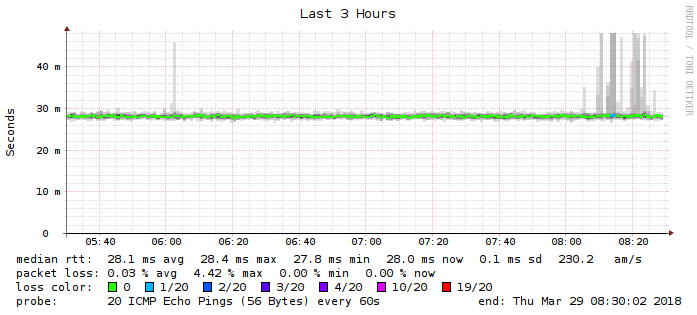 Last 3 Hours
RRDTOOL / TOBI OETIKER
Seconds
40 m
30 m
20 m
10 m
0
05:40 06:00 06:20 06:40 07:00 07:20 07:40 08:00 08:20
median rtt: 28.1 ms avg 28.4 ms max 27.8 ms min 28.0 ms now 0.1 ms sd 230.2 am/s
packet loss: 0.03 % avg 4.42 % max 0.00 % min 0.00 % now
loss color: 0 1/20 2/20 3/20 4/20 10/20 19/20
probe: 20 ICMP Echo Pings (56 Bytes) every 60s end: Thu Mar 29 08:30:02 2018